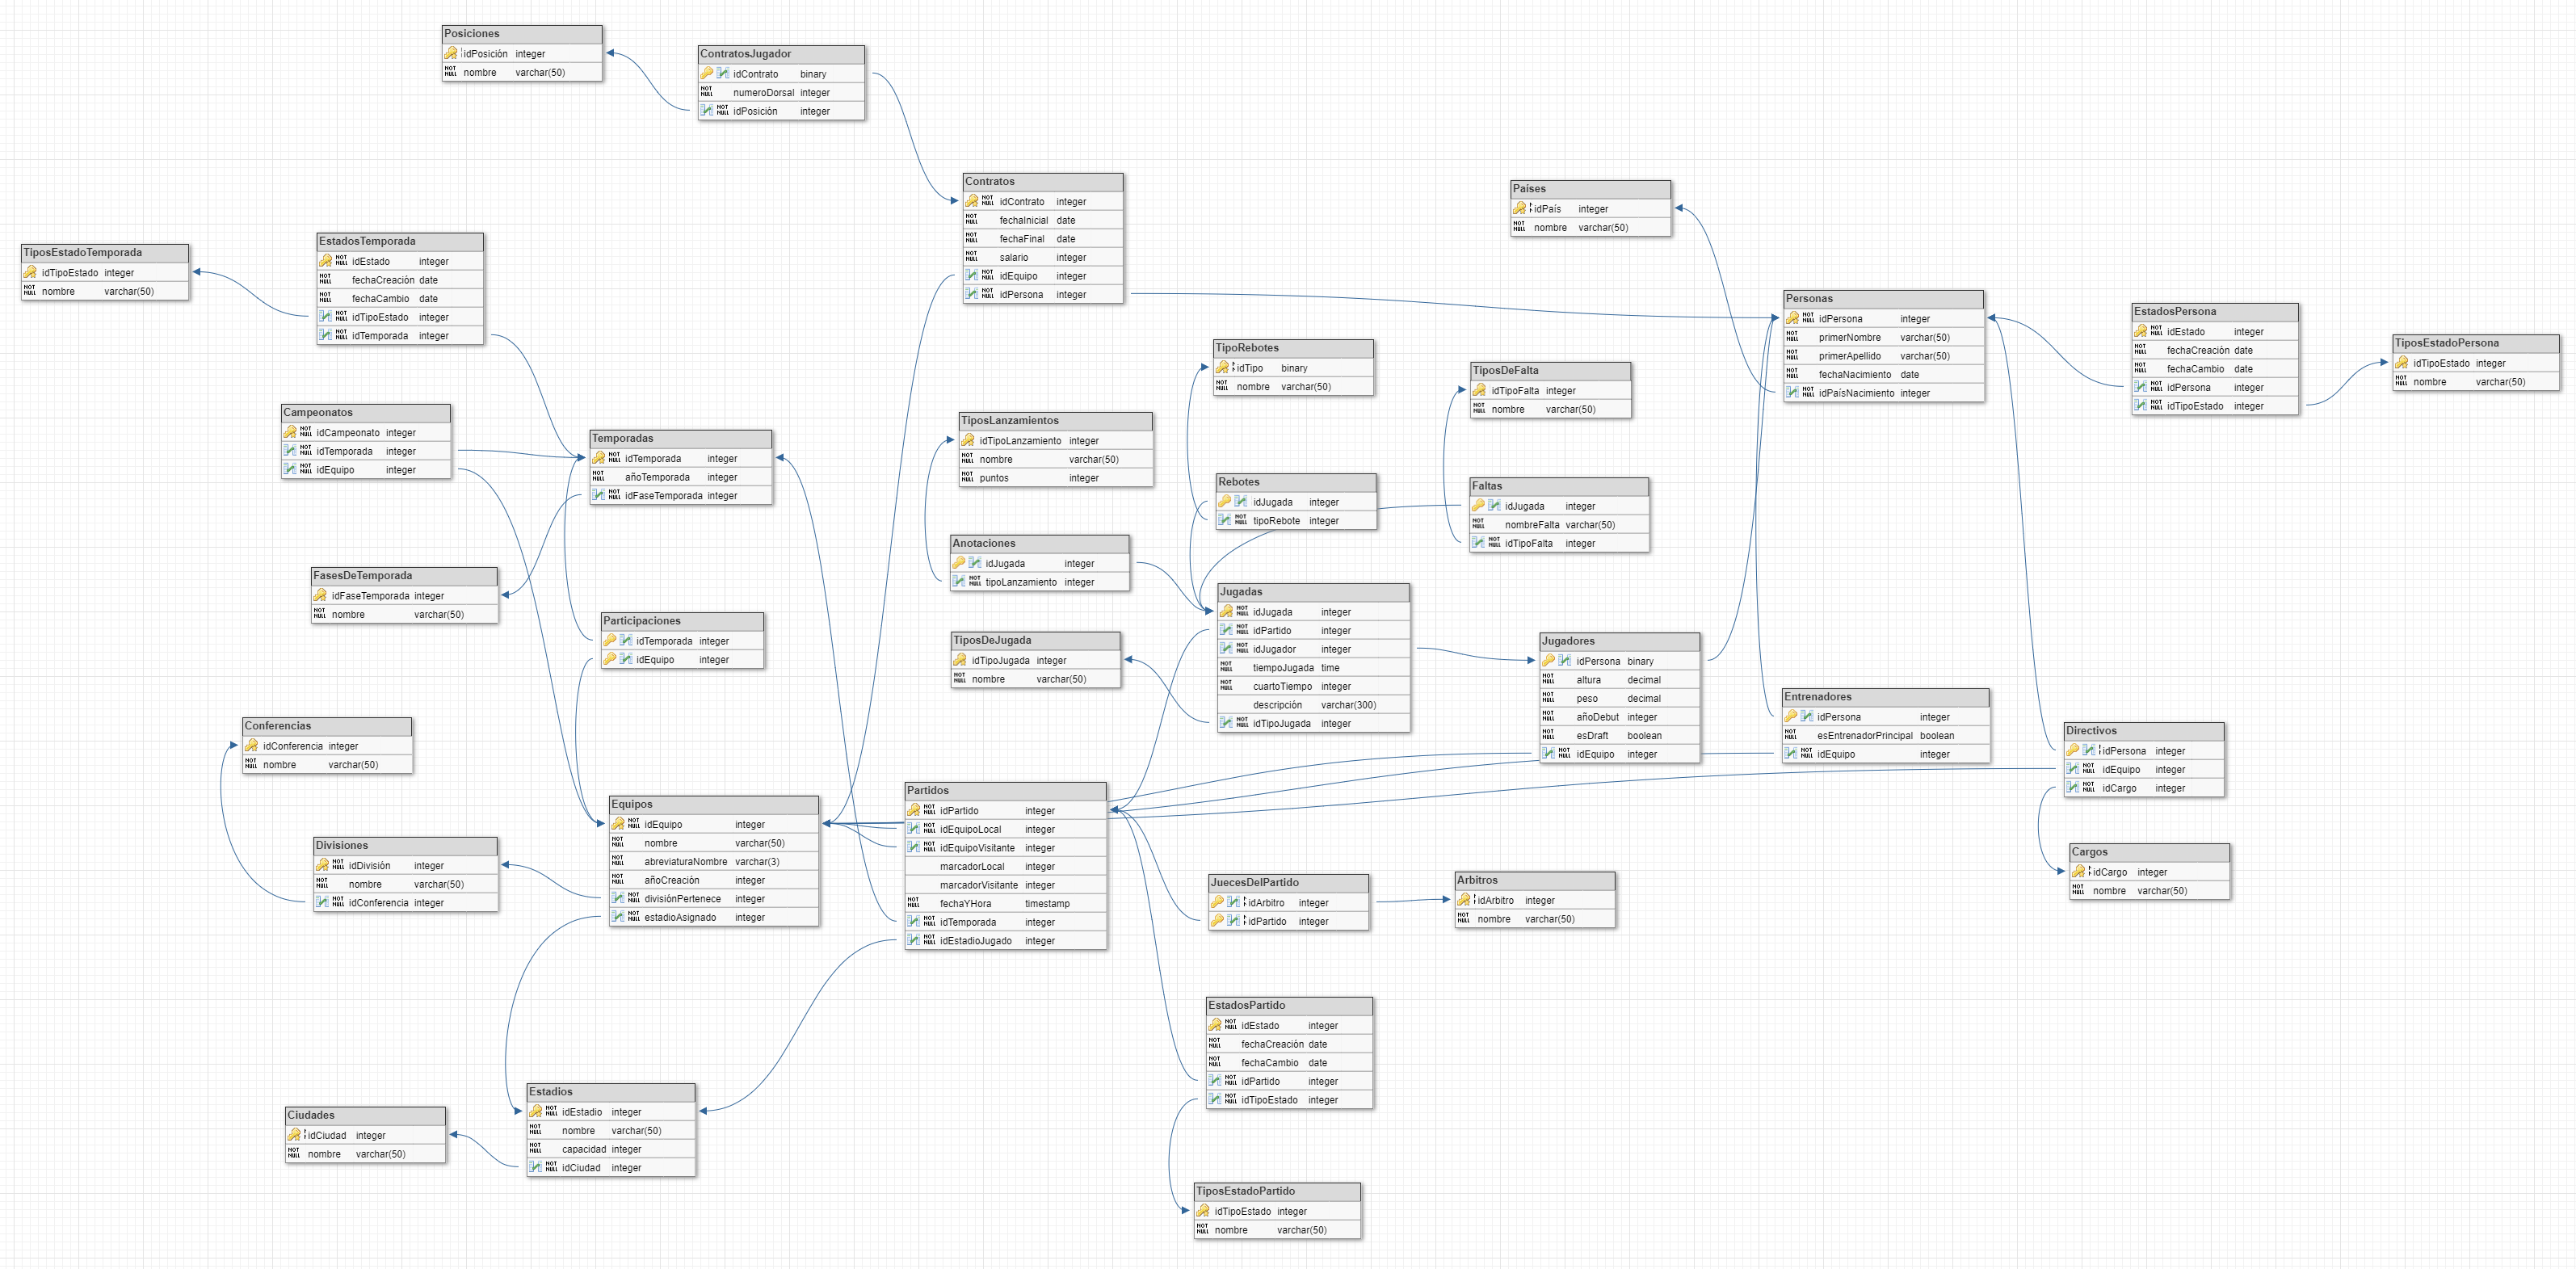 Posiciones
NOT NULL idPosición integer
NOT NULL nombre varchar(50)
ContratosJugador
idContrato binary
NOT NULL numeroDorsal integer
NOT NULL idPosición integer
Contratos
NOT NULL idContrato integer
NOT NULL fechaInicial date
NOT NULL fechaFinal date
NOT NULL salario integer
NOT NULL idEquipo integer
NOT NULL idPersona integer
Países
idPaís integer
NOT NULL nombre varchar(50)
TiposEstadoTemporada
idTipoEstado integer
NOT NULL nombre varchar(50)
EstadosTemporada
NOT NULL idEstado integer
NOT NULL fechaCreación date
NOT NULL fechaCambio date
NOT NULL idTipoEstado integer
NOT NULL idTemporada integer
Personas
NOT NULL idPersona integer
NOT NULL primerNombre varchar(50)
NOT NULL primerApellido varchar(50)
NOT NULL fechaNacimiento date
NOT NULL idPaísNacimiento integer
EstadosPersona
NOT NULL idEstado integer
NOT NULL fechaCreación date
NOT NULL fechaCambio date
NOT NULL idPersona integer
NOT NULL idTipoEstado integer
TiposEstadoPersona
NOT NULL idTipoEstado integer
NOT NULL nombre varchar(50)
TipoRebotes
idTipo binary
NOT NULL nombre varchar(50)
TiposDeFalta
idTipoFalta integer
NOT NULL nombre varchar(50)
Campeonatos
NOT NULL idCampeonato integer
NOT NULL idTemporada integer
NOT NULL idEquipo integer
Temporadas
NOT NULL idTemporada integer
NOT NULL añoTemporada integer
NOT NULL idFaseTemporada integer
TiposLanzamientos
idTipoLanzamiento integer
NOT NULL nombre varchar(50)
NOT NULL puntos integer
Rebotes
idJugada integer
NOT NULL tipoRebote integer
Faltas
idJugada integer
NOT NULL nombreFalta varchar(50)
NOT NULL idTipoFalta integer
Anotaciones
idJugada integer
NOT NULL tipoLanzamiento integer
FasesDeTemporada
idFaseTemporada integer
NOT NULL nombre varchar(50)
Jugadas
NOT NULL idJugada integer
NOT NULL idPartido integer
NOT NULL idJugador integer
NOT NULL tiempoJugada time
NOT NULL cuartoTiempo integer
descripción varchar(300)
NOT NULL idTipoJugada integer
Participaciones
idTemporada integer
idEquipo integer
TiposDeJugada
idTipoJugada integer
NOT NULL nombre varchar(50)
Jugadores
idPersona binary
NOT NULL altura decimal
NOT NULL peso decimal
NOT NULL añoDebut integer
NOT NULL esDraft boolean
NOT NULL idEquipo integer
Entrenadores
idPersona integer
NOT NULL esEntrenadorPrincipal boolean
NOT NULL idEquipo integer
Conferencias
idConferencia integer
NOT NULL nombre varchar(50)
Directivos
idPersona integer
NOT NULL idEquipo integer
NOT NULL idCargo integer
Partidos
NOT NULL idPartido integer
NOT NULL idEquipoLocal integer
NOT NULL idEquipoVisitante integer
marcadorLocal integer
marcadorVisitante integer
NOT NULL fechaYHora timestamp
NOT NULL idTemporada integer
NOT NULL idEstadioJugado integer
Equipos
NOT NULL idEquipo integer
NOT NULL nombre varchar(50)
NOT NULL abreviaturaNombre varchar(3)
NOT NULL añoCreación integer
NOT NULL divisiónPertenece integer
NOT NULL estadioAsignado integer
Divisiones
NOT NULL idDivisión integer
NOT NULL nombre varchar(50)
NOT NULL idConferencia integer
Cargos
idCargo integer
NOT NULL nombre varchar(50)
JuecesDelPartido
idArbitro integer
idPartido integer
Arbitros
idArbitro integer
NOT NULL nombre varchar(50)
EstadosPartido
NOT NULL idEstado integer
NOT NULL fechaCreación date
NOT NULL fechaCambio date
NOT NULL idPartido integer
NOT NULL idTipoEstado integer
Estadios
NOT NULL idEstadio integer
NOT NULL nombre varchar(50)
NOT NULL capacidad integer
NOT NULL idCiudad integer
Ciudades
idCiudad integer
NOT NULL nombre varchar(50)
TiposEstadoPartido
idTipoEstado integer
NOT NULL nombre varchar(50)